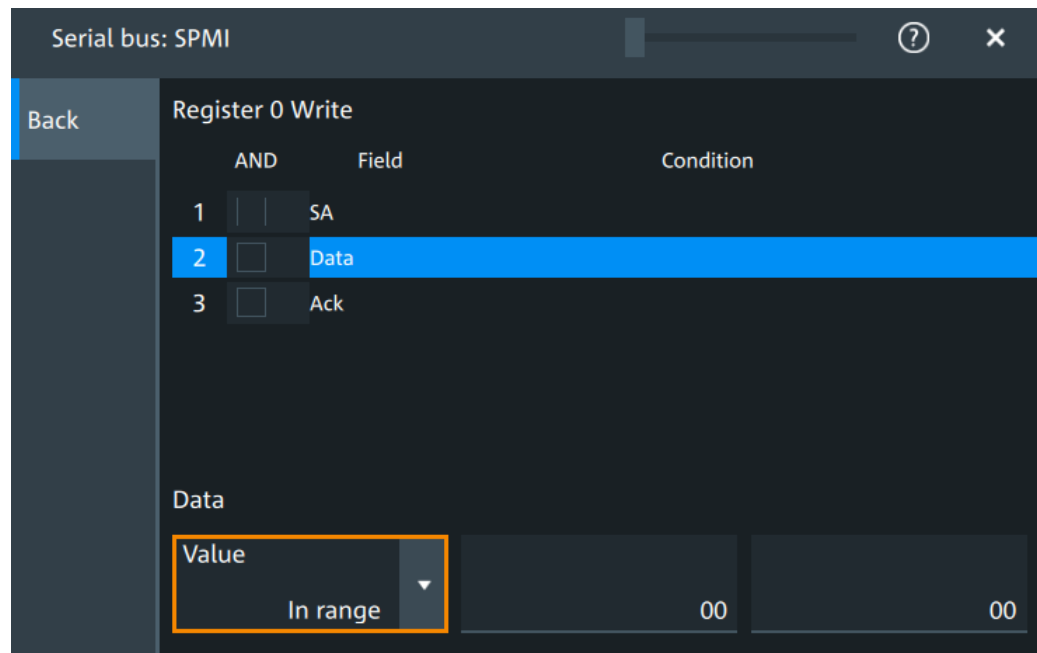 Serial bus: SPMI ? ×
Back
Register 0 Write
AND Field Condition
1 SA
2 Data
3 Ack
Data
Value
In range 00 00